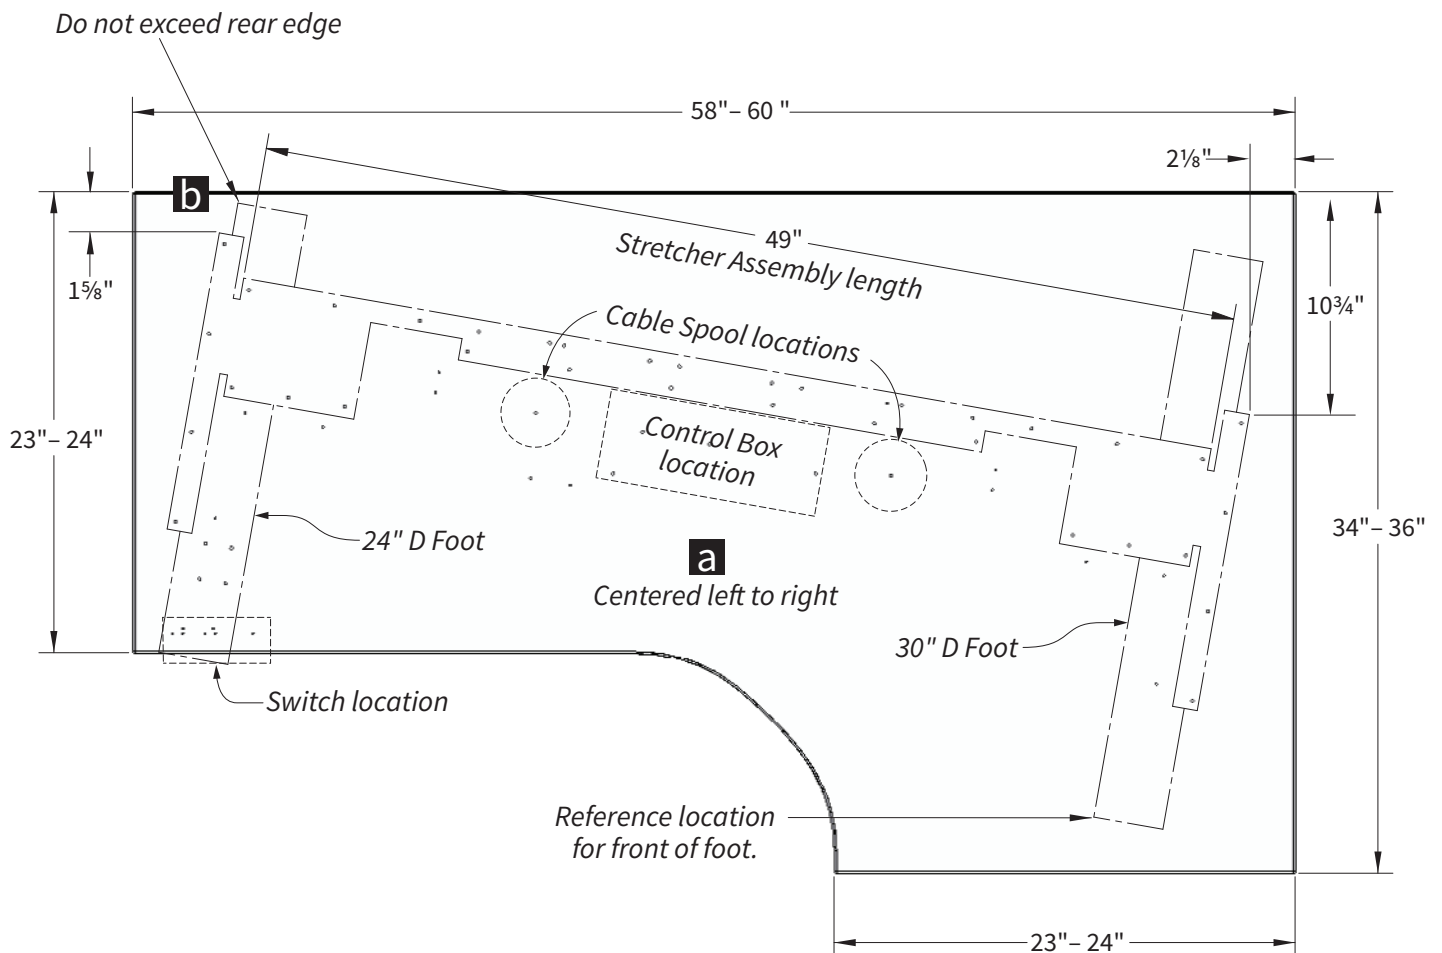 Do not exceed rear edge
58"– 60 "
2⅛"
b
49"
Stretcher Assembly length
1⅝"
10¾"
Cable Spool locations
23"– 24"
Control Box
location
34"– 36"
24" D Foot
a
Centered left to right
30" D Foot
Switch location
Reference location
for front of foot.
23"– 24"